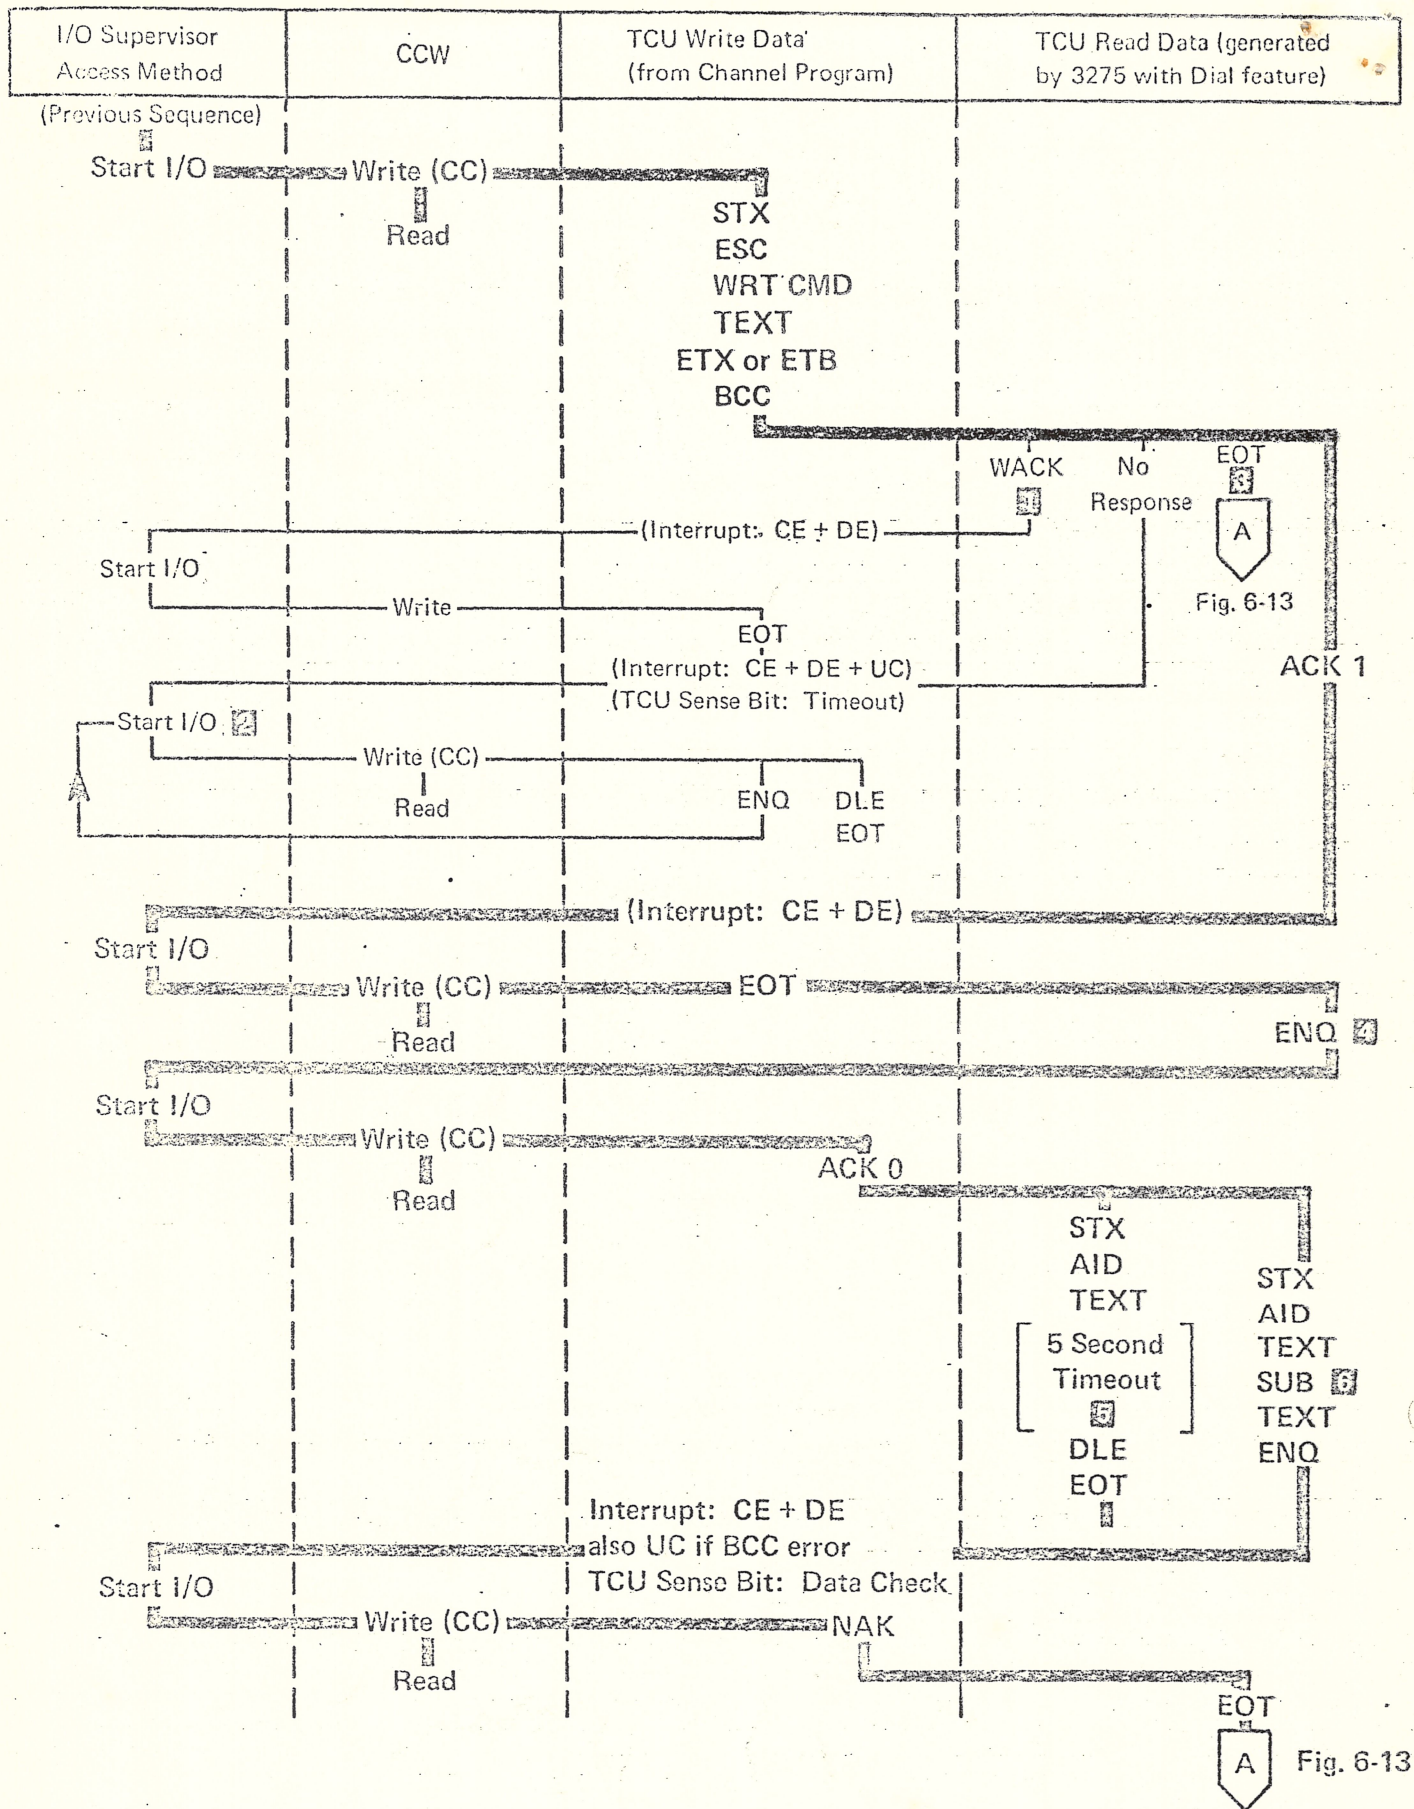 I/O Supervisor
Access Method
CCW
TCU Write Data
(from Channel Program)
TCU Read Data (generated
by 3275 with Dial feature)
(Previous Sequence)
Start I/O
Write (CC)
Read
STX
ESC
WRT CMD
TEXT
ETX or ETB
BCC
WACK
1
No
Response
EOT
3
A
Fig. 6-13
(Interrupt: CE + DE)
Start I/O
Write
EOT
(Interrupt: CE + DE + UC)
(TCU Sense Bit: Timeout)
ACK 1
Start I/O 2
Write (CC)
Read
ENQ
DLE
EOT
(Interrupt: CE + DE)
Start I/O
Write (CC)
EOT
Read
ENQ 4
Start I/O
Write (CC)
ACK 0
Read
STX
AID
TEXT
5 Second
Timeout
5
DLE
EOT
STX
AID
TEXT
SUB 6
TEXT
ENQ
Interrupt: CE + DE
also UC if BCC error
TCU Sense Bit: Data Check
Start I/O
Write (CC)
NAK
Read
EOT
A
Fig. 6-13